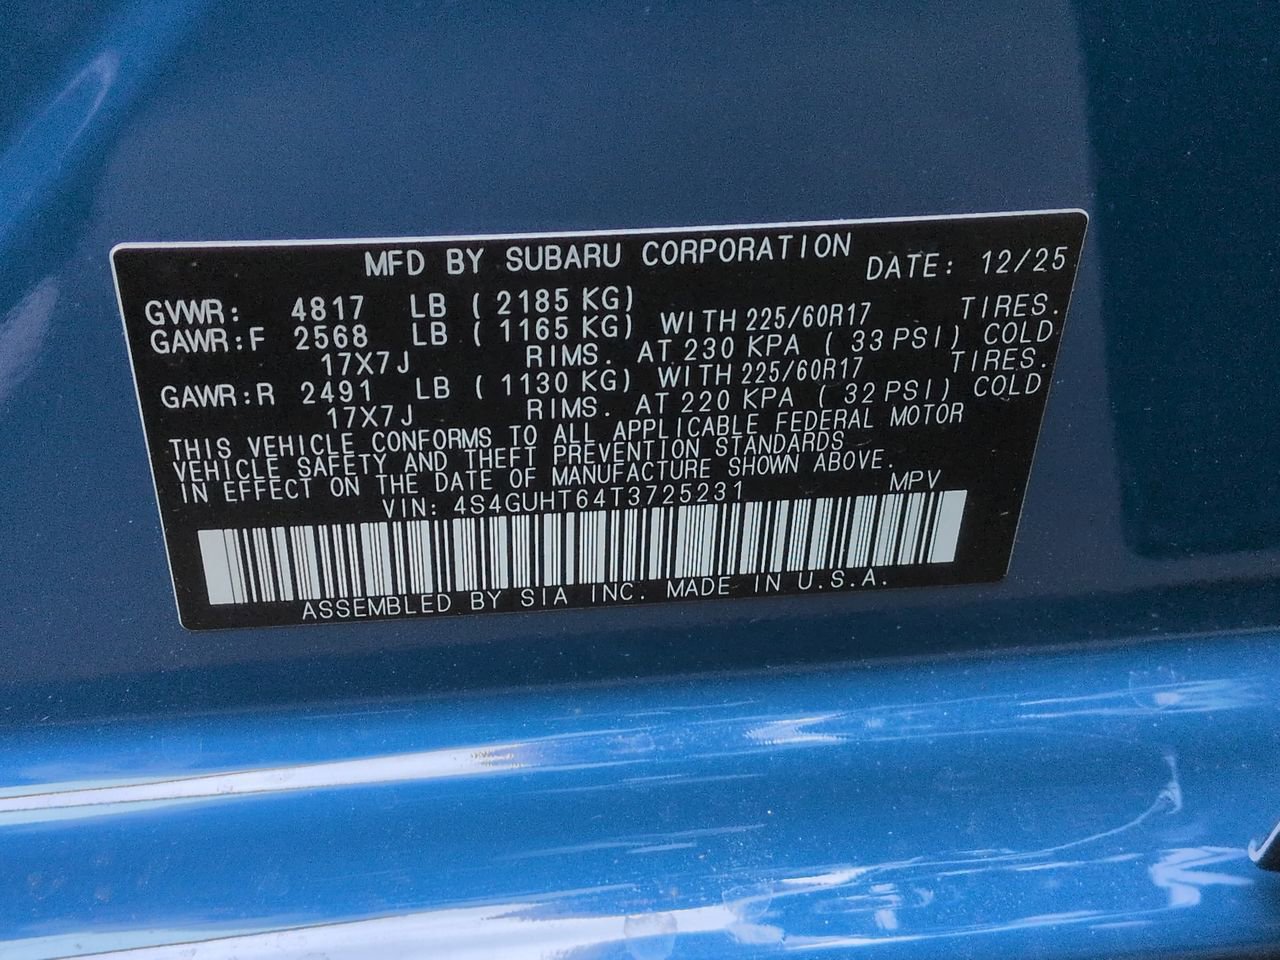 MFD BY SUBARU CORPORATION DATE: 12/25
GVWR: 4817 LB ( 2185 KG)
GAWR:F 2568 LB ( 1165 KG) WITH 225/60R17 TIRES.
17X7J RIMS. AT 230 KPA ( 33 PSI) COLD
GAWR:R 2491 LB ( 1130 KG) WITH 225/60R17 TIRES.
17X7J RIMS. AT 220 KPA ( 32 PSI) COLD
THIS VEHICLE CONFORMS TO ALL APPLICABLE FEDERAL MOTOR
VEHICLE SAFETY AND THEFT PREVENTION STANDARDS
IN EFFECT ON THE DATE OF MANUFACTURE SHOWN ABOVE.
VIN: 4S4GUHT64T3725231 MPV
ASSEMBLED BY SIA INC. MADE IN U.S.A.